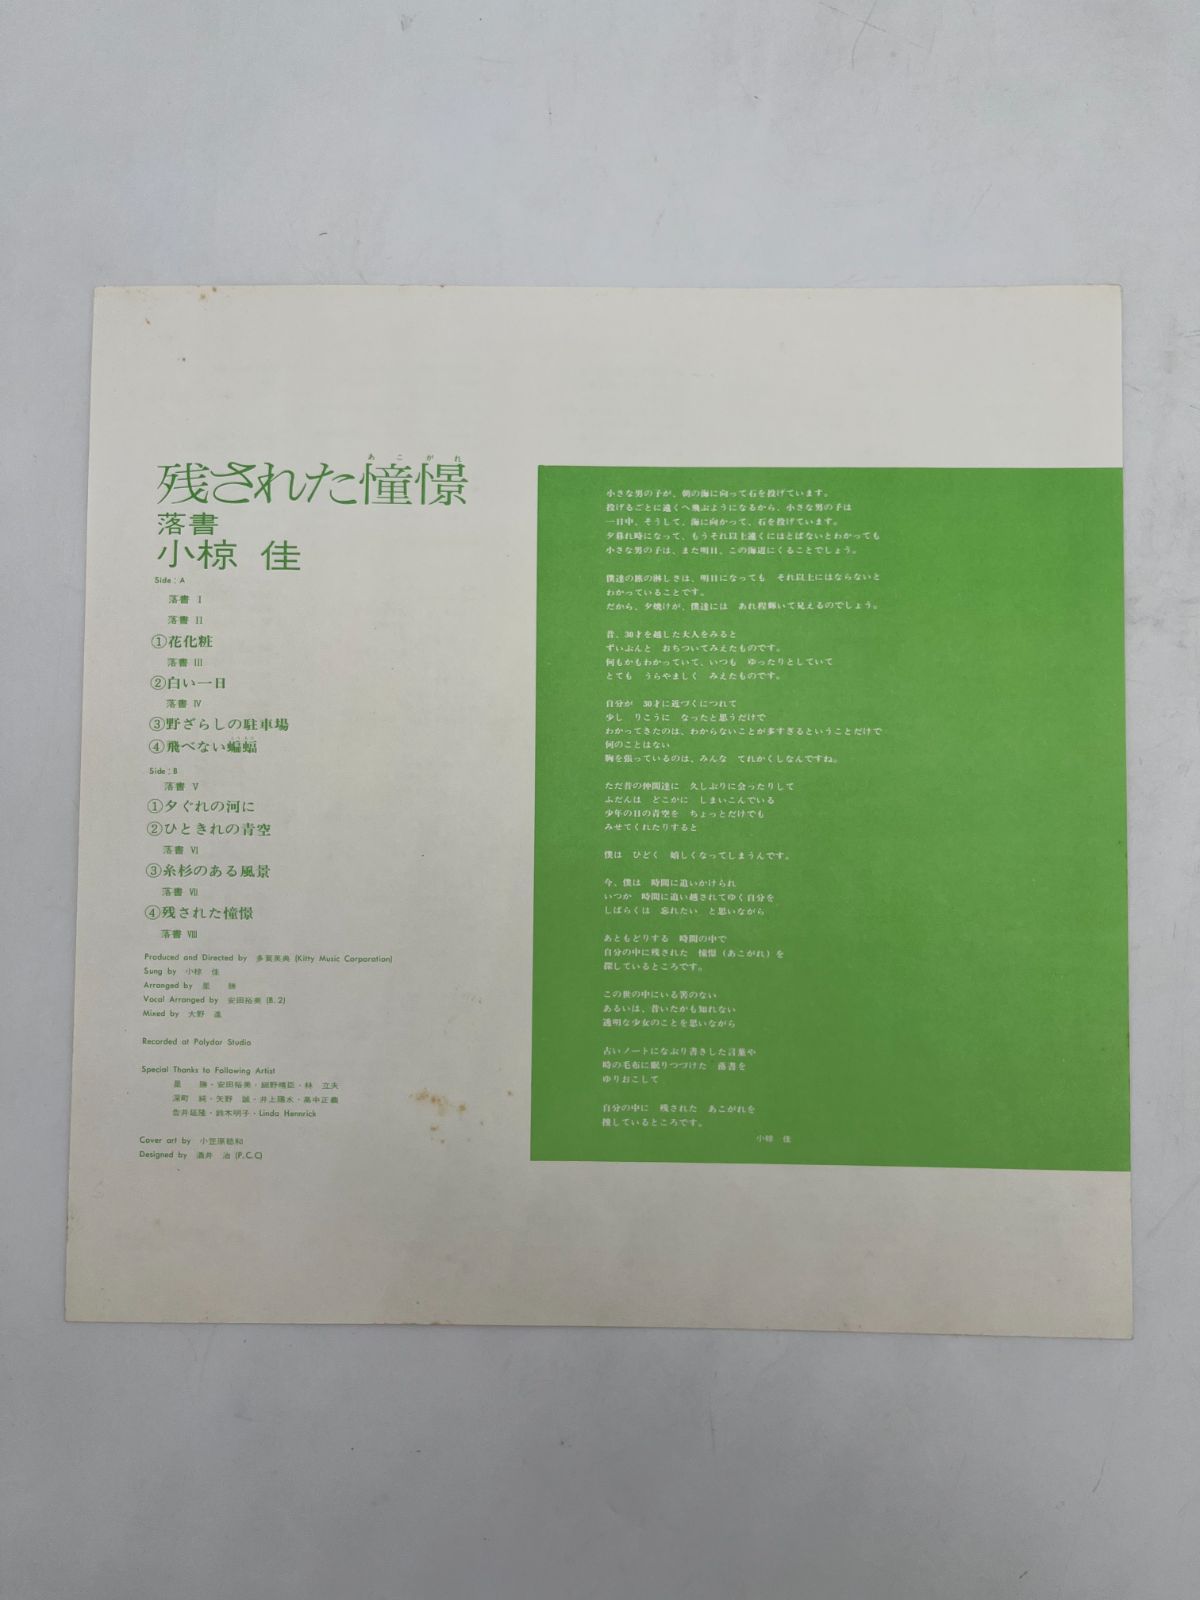 残された憧憬
あこがれ
落書
小椋 佳
Side: A
落書 I
落書 II
①花化粧
落書 III
②白い一日
落書 IV
③野ざらしの駐車場
④飛べない蝙蝠
Side: B
落書 V
①夕ぐれの河に
②ひときれの青空
落書 VI
③糸杉のある風景
落書 VII
④残された憧憬
落書 VIII
Produced and Directed by 多賀英典 (Kitty Music Corporation)
Sung by 小椋 佳
Arranged by 星 勝
Vocal Arranged by 安田裕美 (B. 2)
Mixed by 大野 進
Recorded at Polydor Studio
Special Thanks to Following Artist
星 勝・安田裕美・細野晴臣・林 立夫
深町 純・矢野 誠・井上陽水・高中正義
告井延隆・鈴木明子・Linda Hennrick
Cover art by 小笠原聡和
Designed by 酒井 治 (P.C.C)
小さな男の子が、朝の海に向って石を投げています。
投げるごとに遠くへ飛ぶようになるから、小さな男の子は
一日中、そうして、海に向かって、石を投げています。
夕暮れ時になって、もうそれ以上遠くにはとばないとわかっても
小さな男の子は、また明日、この海辺にくることでしょう。
僕達の旅の淋しさは、明日になっても それ以上にはならないと
わかっていることです。
だから、夕焼けが、僕達には あれ程輝いて見えるのでしょう。
昔、30才を越した大人をみると
ずいぶんと おちついてみえたものです。
何もかもわかっていて、いつも ゆったりとしていて
とても うらやましく みえたものです。
自分が 30才に近づくにつれて
少し りこうに なったと思うだけで
わかってきたのは、わからないことが多すぎるということだけで
何のことはない
胸を張っているのは、みんな てれかくしなんですね。
ただ昔の仲間達に 久しぶりに会ったりして
ふだんは どこかに しまいこんでいる
少年の日の青空を ちょっとだけでも
みせてくれたりすると
僕は ひどく 嬉しくなってしまうんです。
今、僕は 時間に追いかけられ
いつか 時間に追い越されてゆく自分を
しばらくは 忘れたい と思いながら
あともどりする 時間の中で
自分の中に残された 憧憬(あこがれ)を
探しているところです。
この世の中にいる筈のない
あるいは、昔いたかも知れない
透明な少女のことを思いながら
古いノートになぶり書きした言葉や
時の毛布に眠りつづけた 落書を
ゆりおこして
自分の中に 残された あこがれを
捜しているところです。
小椋 佳